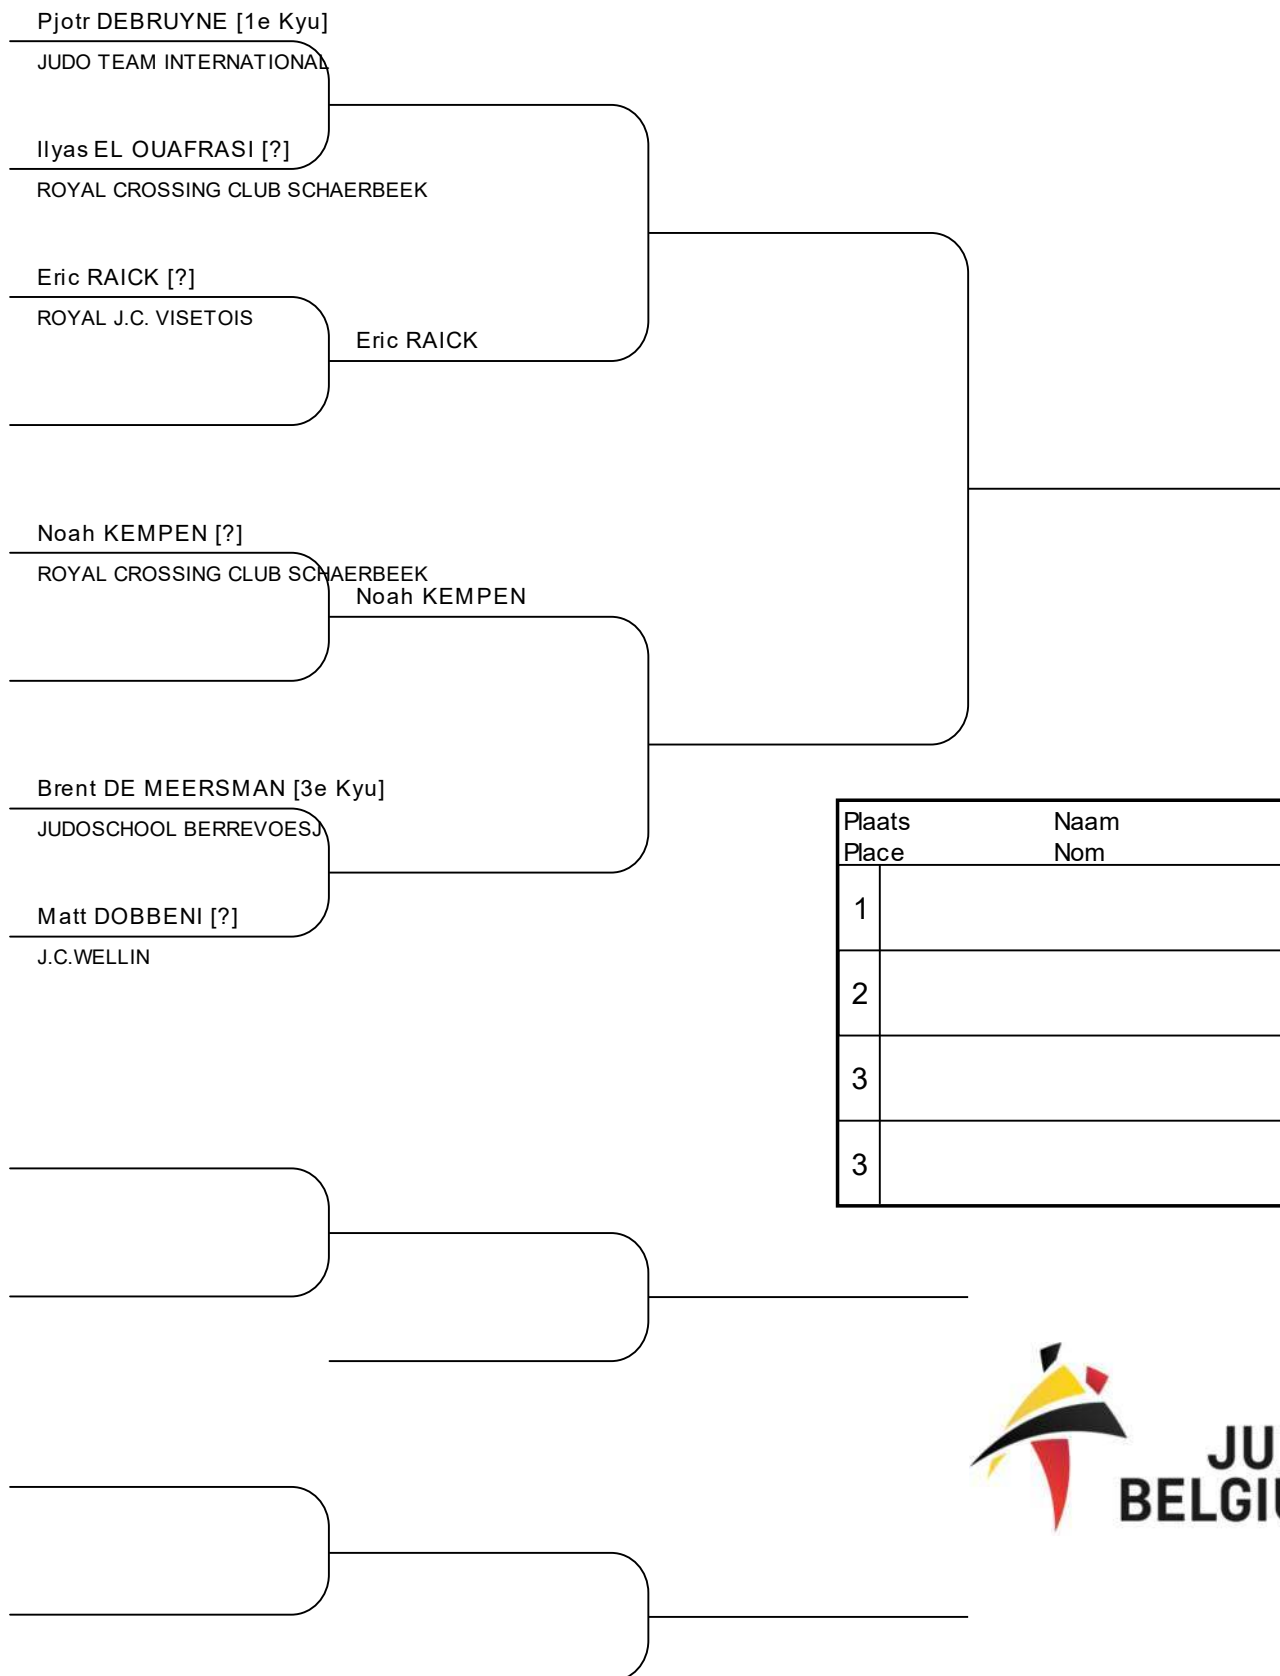 Pjotr DEBRUYNE [1e Kyu]
JUDO TEAM INTERNATIONAL
Ilyas EL OUAFRASI [?]
ROYAL CROSSING CLUB SCHAERBEEK
Eric RAICK [?]
ROYAL J.C. VISETOIS
Eric RAICK
Noah KEMPEN [?]
ROYAL CROSSING CLUB SCHAERBEEK
Noah KEMPEN
Brent DE MEERSMAN [3e Kyu]
JUDOSCHOOL BERREVOESJ
Matt DOBBENI [?]
J.C.WELLIN
Plaats Naam
Place Nom
1
2
3
3
JU
BELGIU